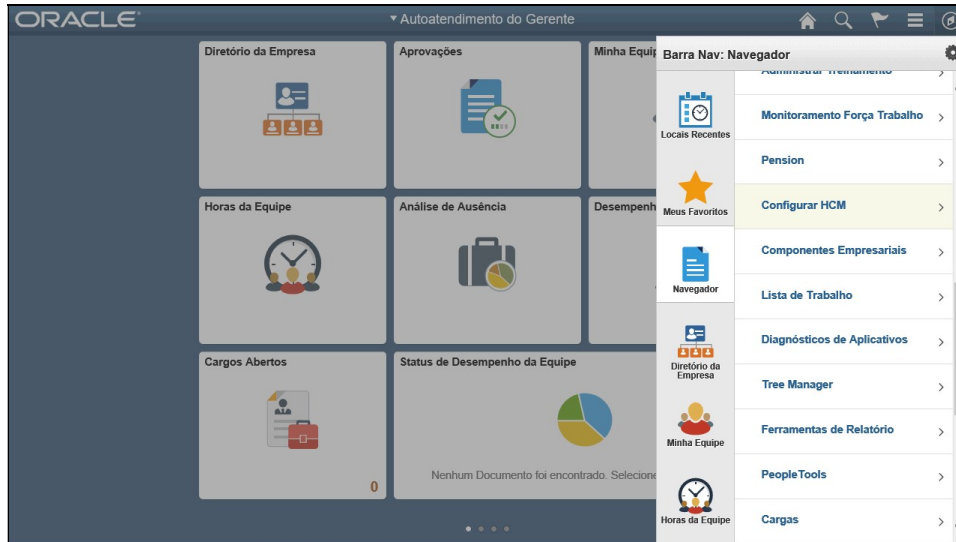 ORACLE
Autoatendimento do Gerente
Diretório da Empresa
Aprovações
Minha Equip
Horas da Equipe
Análise de Ausência
Desempenh
Cargos Abertos
0
Status de Desempenho da Equipe
Nenhum Documento foi encontrado. Selecione
Barra Nav: Navegador
Locais Recentes
Meus Favoritos
Navegador
Diretório da
Empresa
Minha Equipe
Horas da Equipe
Administrar Treinamento
Monitoramento Força Trabalho
Pension
Configurar HCM
Componentes Empresariais
Lista de Trabalho
Diagnósticos de Aplicativos
Tree Manager
Ferramentas de Relatório
PeopleTools
Cargas